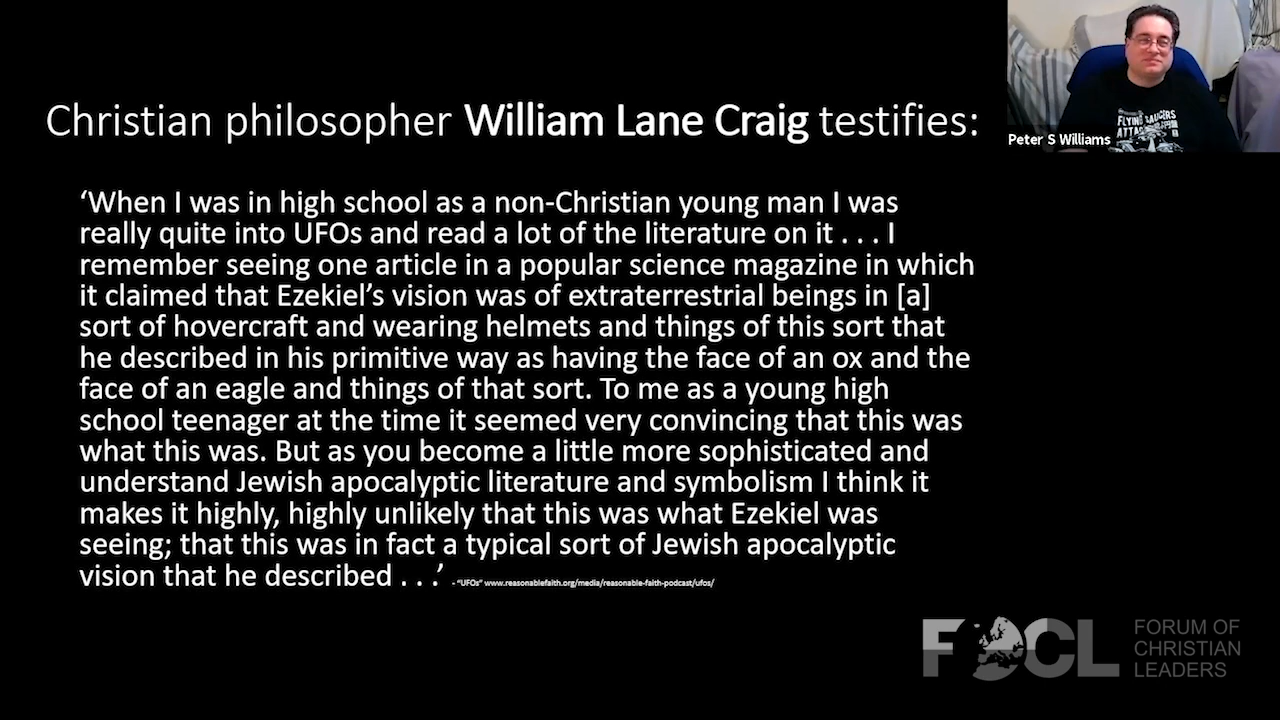 Christian philosopher William Lane Craig testifies:
Peter S Williams
FLYING SAUCERS
‘When I was in high school as a non-Christian young man I was
really quite into UFOs and read a lot of the literature on it . . . I
remember seeing one article in a popular science magazine in which
it claimed that Ezekiel’s vision was of extraterrestrial beings in [a]
sort of hovercraft and wearing helmets and things of this sort that
he described in his primitive way as having the face of an ox and the
face of an eagle and things of that sort. To me as a young high
school teenager at the time it seemed very convincing that this was
what this was. But as you become a little more sophisticated and
understand Jewish apocalyptic literature and symbolism I think it
makes it highly, highly unlikely that this was what Ezekiel was
seeing; that this was in fact a typical sort of Jewish apocalyptic
vision that he described . . .’ - “UFOs” www.reasonablefaith.org/media/reasonable-faith-podcast/ufos/
FOCL
FORUM OF
CHRISTIAN
LEADERS